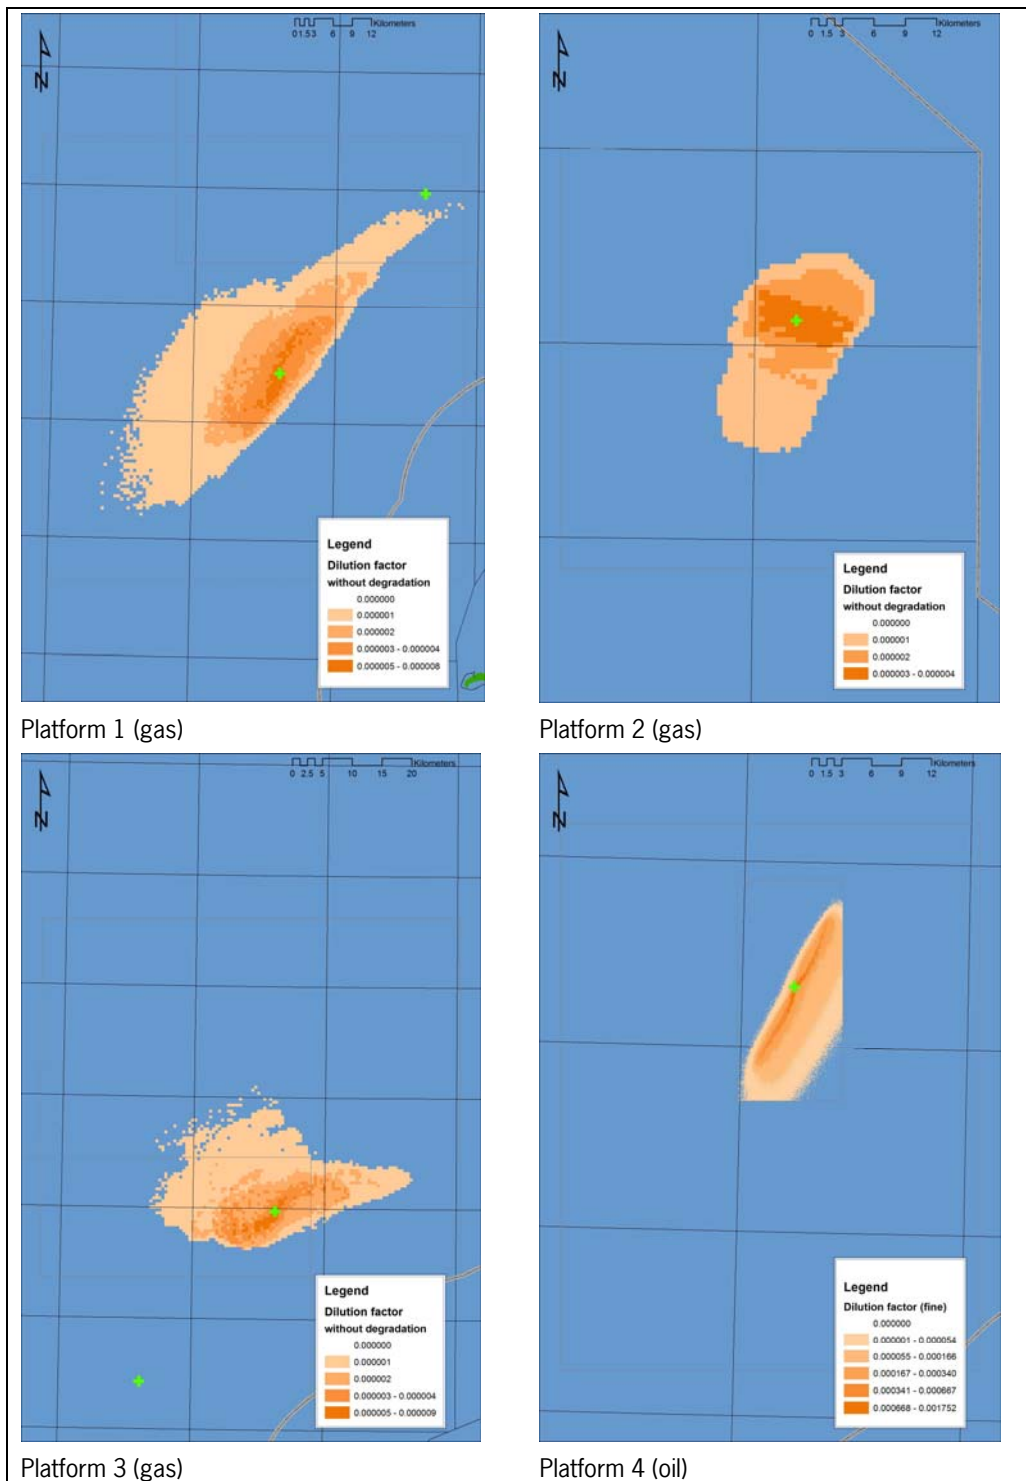 Kilometers
0 1.5 3 6 9 12
N
Legend
Dilution factor
without degradation
0.000000
0.000001
0.000002
0.000003 - 0.000004
0.000005 - 0.000008
Platform 1 (gas)
Kilometers
0 1.5 3 6 9 12
N
Legend
Dilution factor
without degradation
0.000000
0.000001
0.000002
0.000003 - 0.000004
Platform 2 (gas)
Kilometers
0 2.5 5 10 15 20
N
Legend
Dilution factor
without degradation
0.000000
0.000001
0.000002
0.000003 - 0.000004
0.000005 - 0.000009
Platform 3 (gas)
Kilometers
0 1.5 3 6 9 12
N
Legend
Dilution factor (fine)
0.000000
0.000001 - 0.000054
0.000055 - 0.000166
0.000167 - 0.000340
0.000341 - 0.000667
0.000668 - 0.001752
Platform 4 (oil)